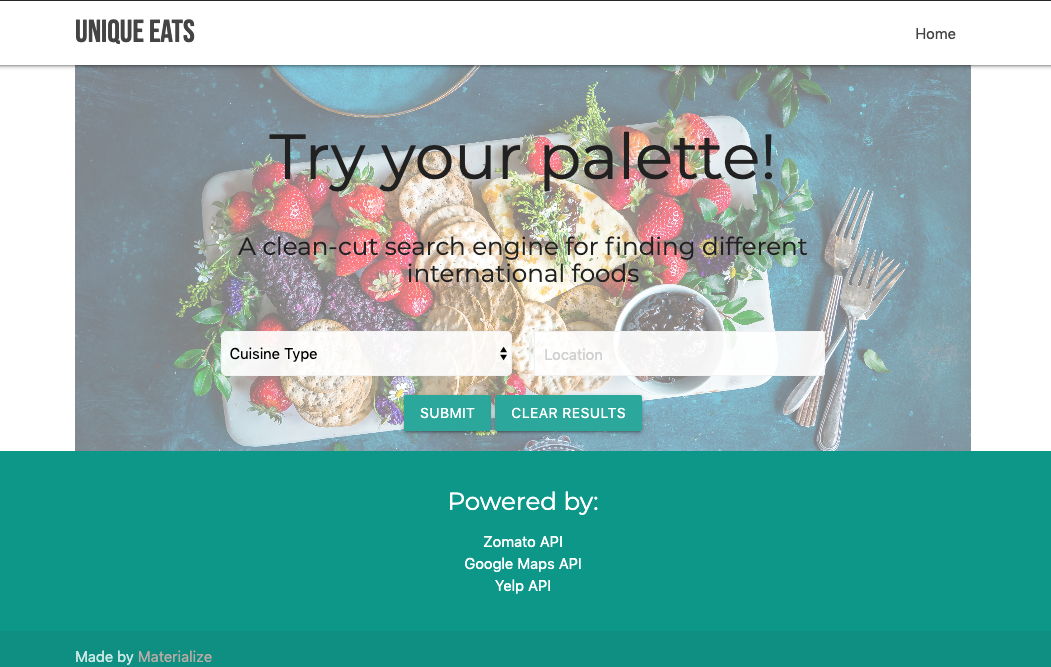 UNIQUE EATS
Home
Try your palette!
A clean-cut search engine for finding different
international foods
Cuisine Type
Location
SUBMIT
CLEAR RESULTS
Powered by:
Zomato API
Google Maps API
Yelp API
Made by Materialize